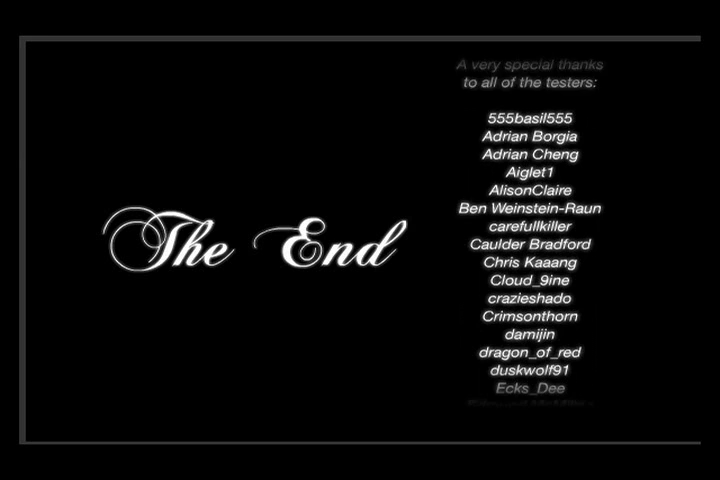 The End
A very special thanks
to all of the testers:
555basil555
Adrian Borgia
Adrian Cheng
Aiglet1
AlisonClaire
Ben Weinstein-Raun
carefullkiller
Caulder Bradford
Chris Kaaang
Cloud_9ine
crazieshado
Crimsonthorn
damijin
dragon_of_red
duskwolf91
Ecks_Dee